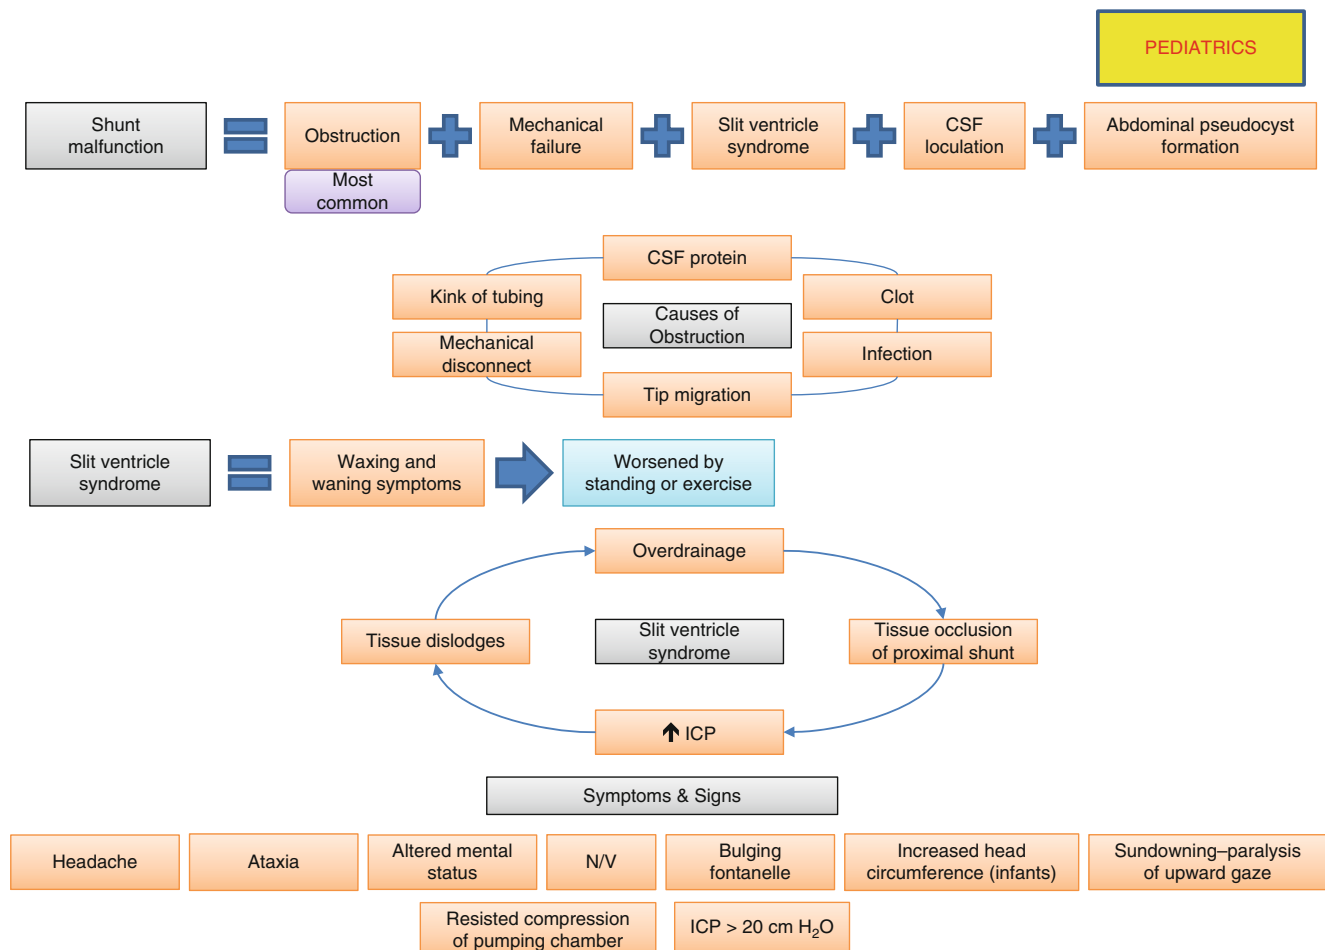 PEDIATRICS
Shunt
malfunction
Obstruction
Most
common
Mechanical
failure
Slit ventricle
syndrome
CSF
loculation
Abdominal pseudocyst
formation
CSF protein
Kink of tubing
Clot
Causes of
Obstruction
Mechanical
disconnect
Infection
Tip migration
Slit ventricle
syndrome
Waxing and
waning symptoms
Worsened by
standing or exercise
Overdrainage
Tissue dislodges
Slit ventricle
syndrome
Tissue occlusion
of proximal shunt
↑ ICP
Symptoms & Signs
Headache
Ataxia
Altered mental
status
N/V
Bulging
fontanelle
Increased head
circumference (infants)
Sundowning–paralysis
of upward gaze
Resisted compression
of pumping chamber
ICP > 20 cm H₂O